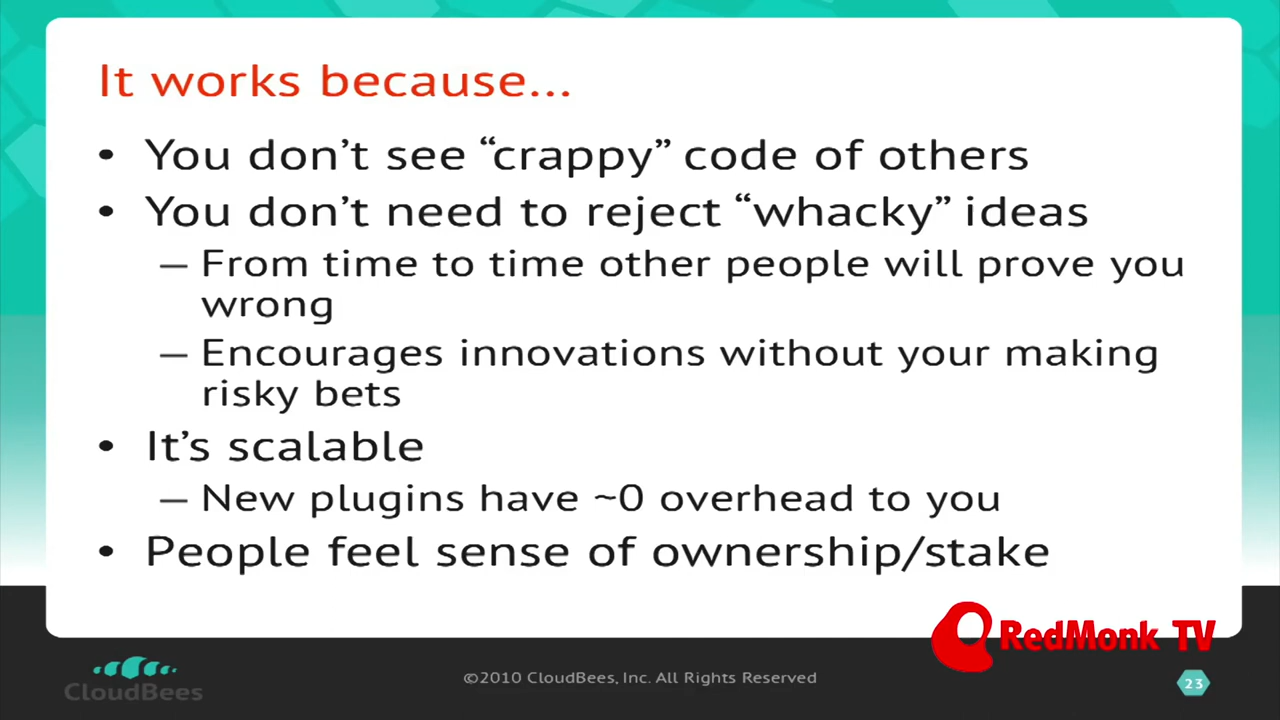 It works because...
• You don't see “crappy” code of others
• You don't need to reject “whacky” ideas
– From time to time other people will prove you
wrong
– Encourages innovations without your making
risky bets
• It's scalable
– New plugins have ~0 overhead to you
• People feel sense of ownership/stake
RedMonk TV
CloudBees
©2010 CloudBees, Inc. All Rights Reserved
23